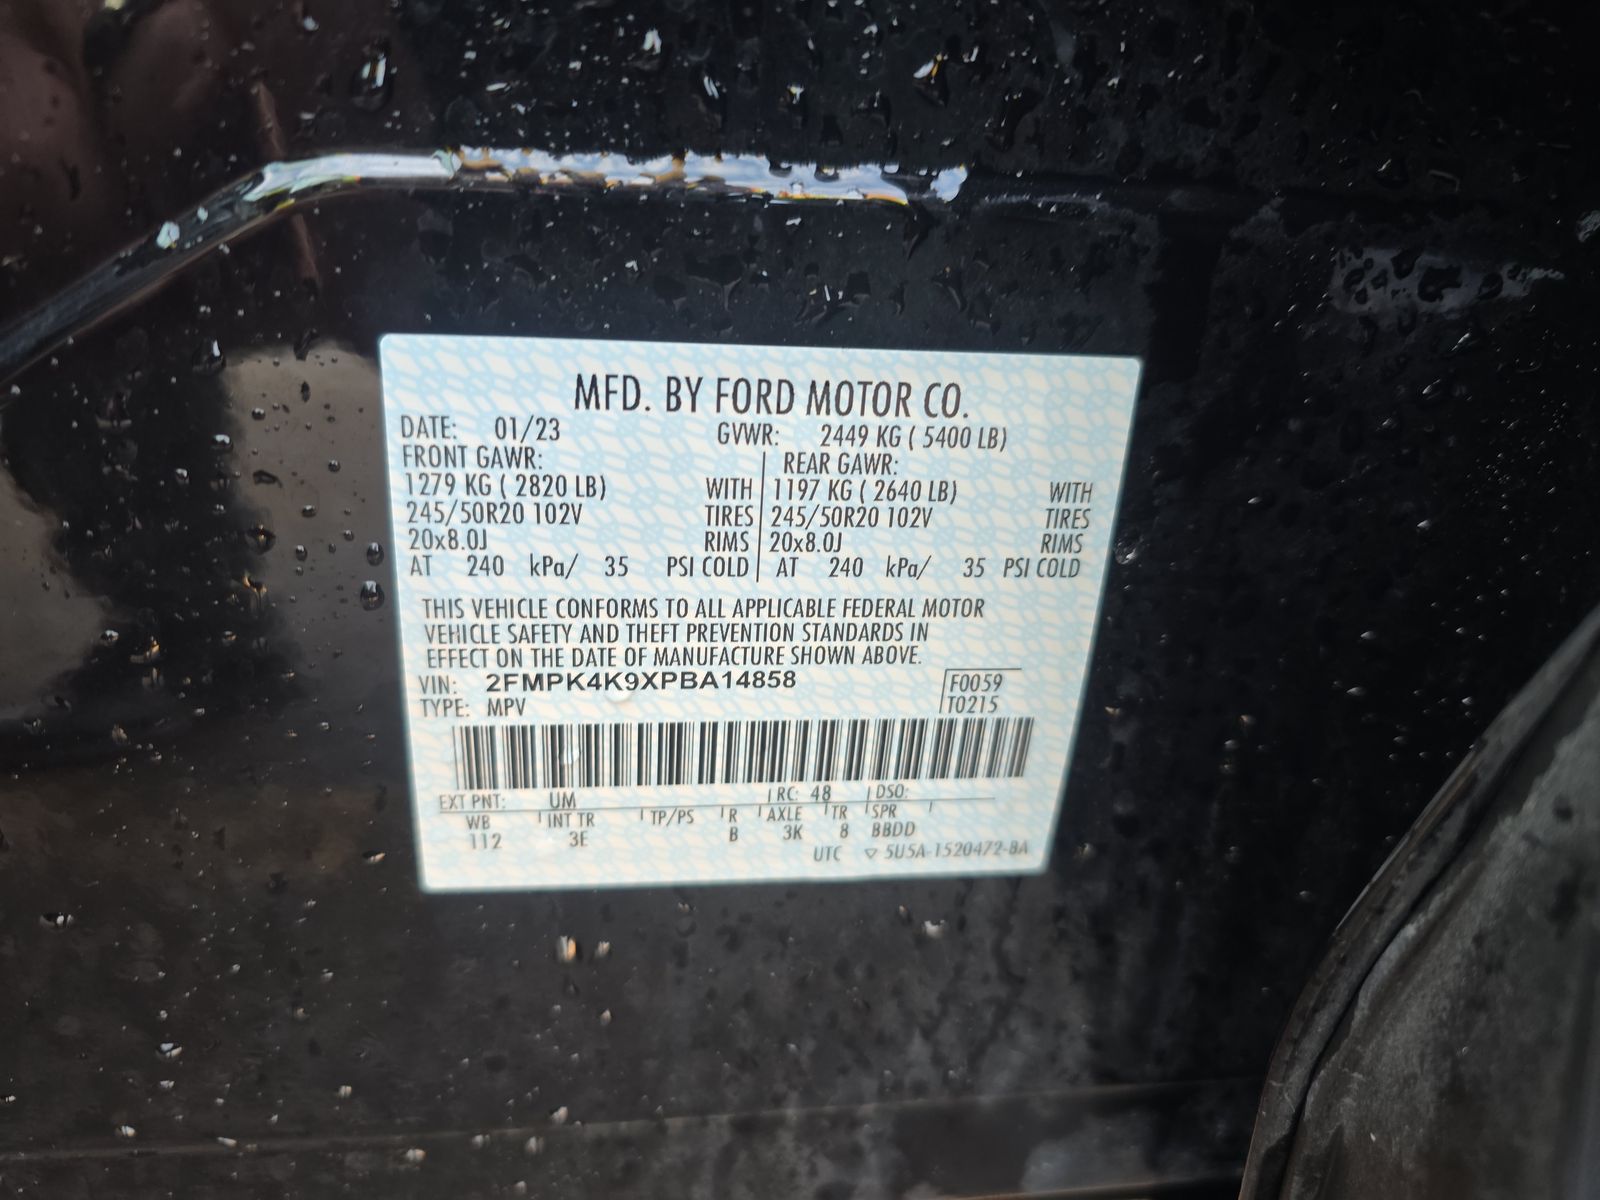 MFD. BY FORD MOTOR CO.
DATE: 01/23 GVWR: 2449 KG ( 5400 LB)
FRONT GAWR: REAR GAWR:
1279 KG ( 2820 LB) WITH 1197 KG ( 2640 LB) WITH
245/50R20 102V TIRES 245/50R20 102V TIRES
20x8.0J RIMS 20x8.0J RIMS
AT 240 kPa/ 35 PSI COLD AT 240 kPa/ 35 PSI COLD
THIS VEHICLE CONFORMS TO ALL APPLICABLE FEDERAL MOTOR
VEHICLE SAFETY AND THEFT PREVENTION STANDARDS IN
EFFECT ON THE DATE OF MANUFACTURE SHOWN ABOVE.
VIN: 2FMPK4K9XPBA14858 F0059
TYPE: MPV T0215
EXT PNT: UM RC: 48 DSO:
WB INT TR TP/PS R AXLE TR SPR
112 3E B 3K 8 BBDD
UTC ▽ 5U5A-1520472-BA